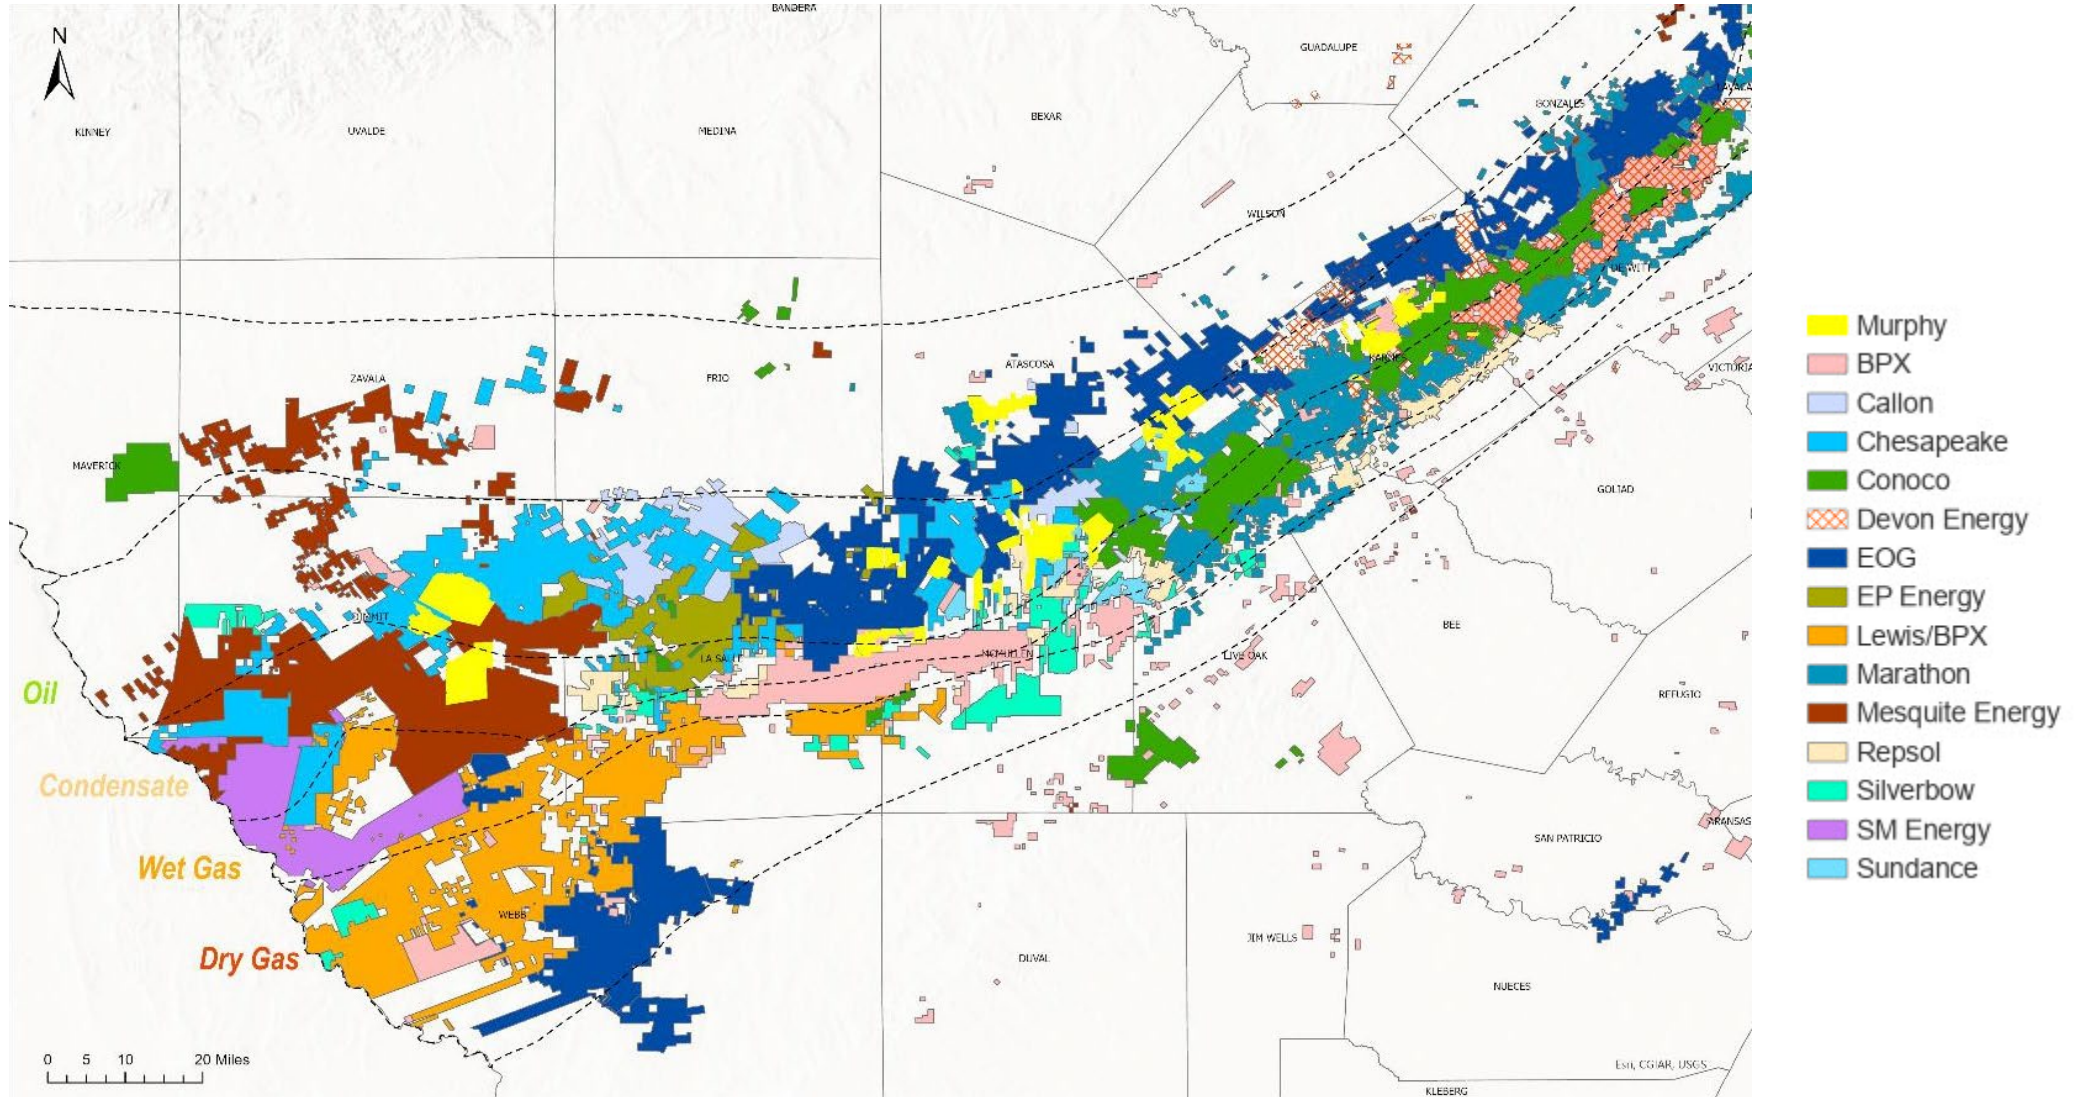 BANDERA
N
GUADALUPE
LAVACA
GONZALES
KINNEY
UVALDE
MEDINA
BEXAR
WILSON
DE WITT
Murphy
BPX
Callon
Chesapeake
Conoco
Devon Energy
EOG
EP Energy
Lewis/BPX
Marathon
Mesquite Energy
Repsol
Silverbow
SM Energy
Sundance
KARNES
ATASCOSA
VICTORIA
ZAVALA
FRIO
MAVERICK
GOLIAD
DIMMIT
BEE
LA SALLE
MCMULLEN
LIVE OAK
Oil
REFUGIO
Condensate
ARANSAS
SAN PATRICIO
Wet Gas
WEBB
JIM WELLS
Dry Gas
DUVAL
NUECES
0 5 10 20 Miles
Esri, CGIAR, USGS
KLEBERG